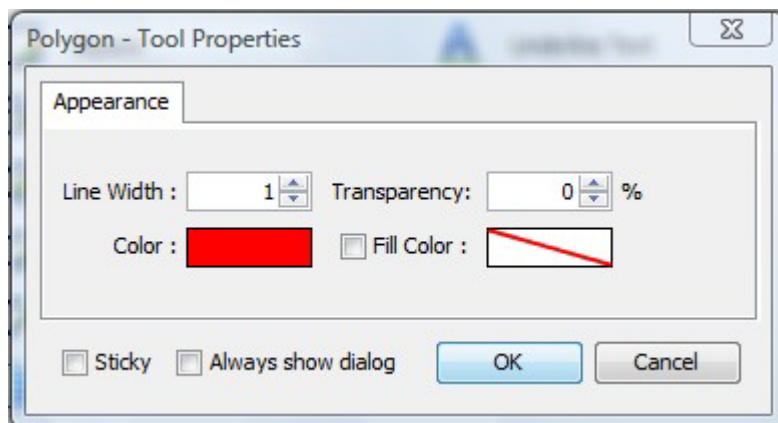 Polygon - Tool Properties
Appearance
Line Width : 1 Transparency: 0 %
Color : Fill Color :
Sticky Always show dialog OK Cancel